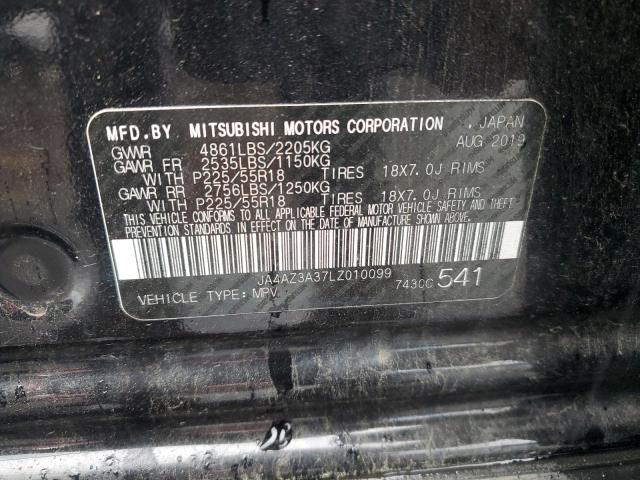 MFD.BY MITSUBISHI MOTORS CORPORATION , JAPAN
GVWR 4861LBS/2205KG AUG 2019
GAWR FR 2535LBS/1150KG
WITH P225/55R18 TIRES 18X7.0J RIMS
GAWR RR 2756LBS/1250KG
WITH P225/55R18 TIRES 18X7.0J RIMS
THIS VEHICLE CONFORMS TO ALL APPLICABLE FEDERAL MOTOR VEHICLE SAFETY AND THEFT
PREVENTION STANDARDS IN EFFECT ON THE DATE OF MANUFACTURE SHOWN ABOVE.
JA4AZ3A37LZ010099 7430C 541
VEHICLE TYPE: MPV